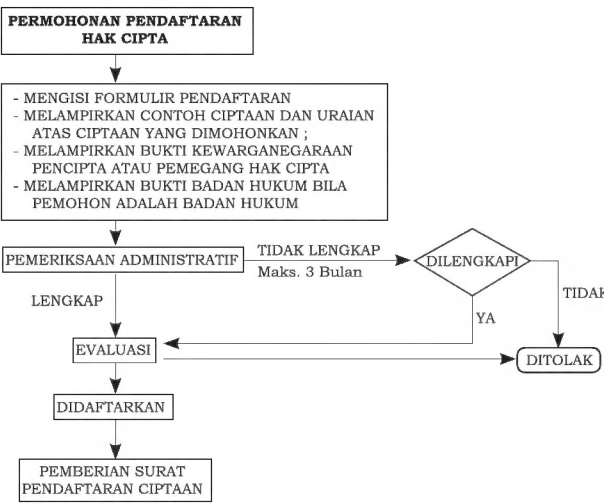 PERMOHONAN PENDAFTARAN
HAK CIPTA
- MENGISI FORMULIR PENDAFTARAN
- MELAMPIRKAN CONTOH CIPTAAN DAN URAIAN
ATAS CIPTAAN YANG DIMOHONKAN ;
- MELAMPIRKAN BUKTI KEWARGANEGARAAN
PENCIPTA ATAU PEMEGANG HAK CIPTA
- MELAMPIRKAN BUKTI BADAN HUKUM BILA
PEMOHON ADALAH BADAN HUKUM
PEMERIKSAAN ADMINISTRATIF
TIDAK LENGKAP
Maks. 3 Bulan
DILENGKAPI
LENGKAP
TIDAK
YA
EVALUASI
DITOLAK
DIDAFTARKAN
PEMBERIAN SURAT
PENDAFTARAN CIPTAAN